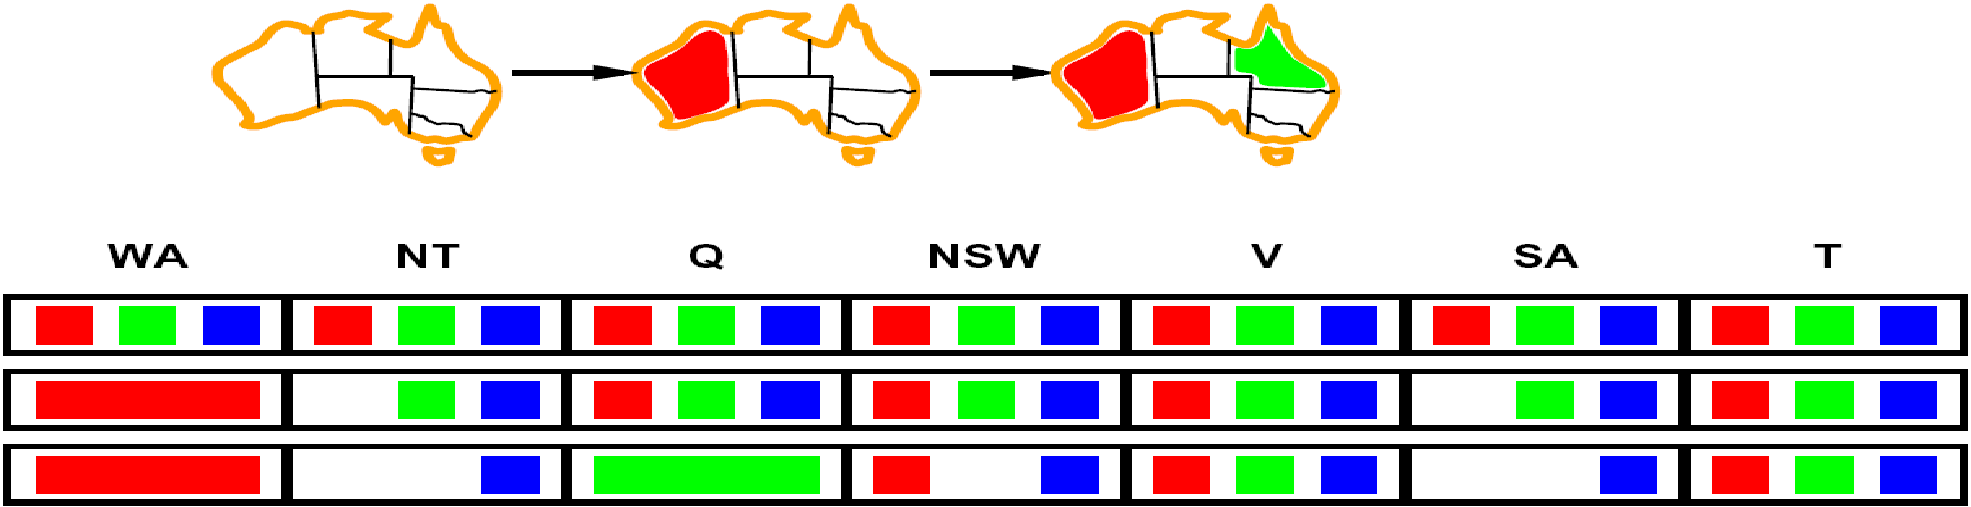 WA NT Q NSW V SA T